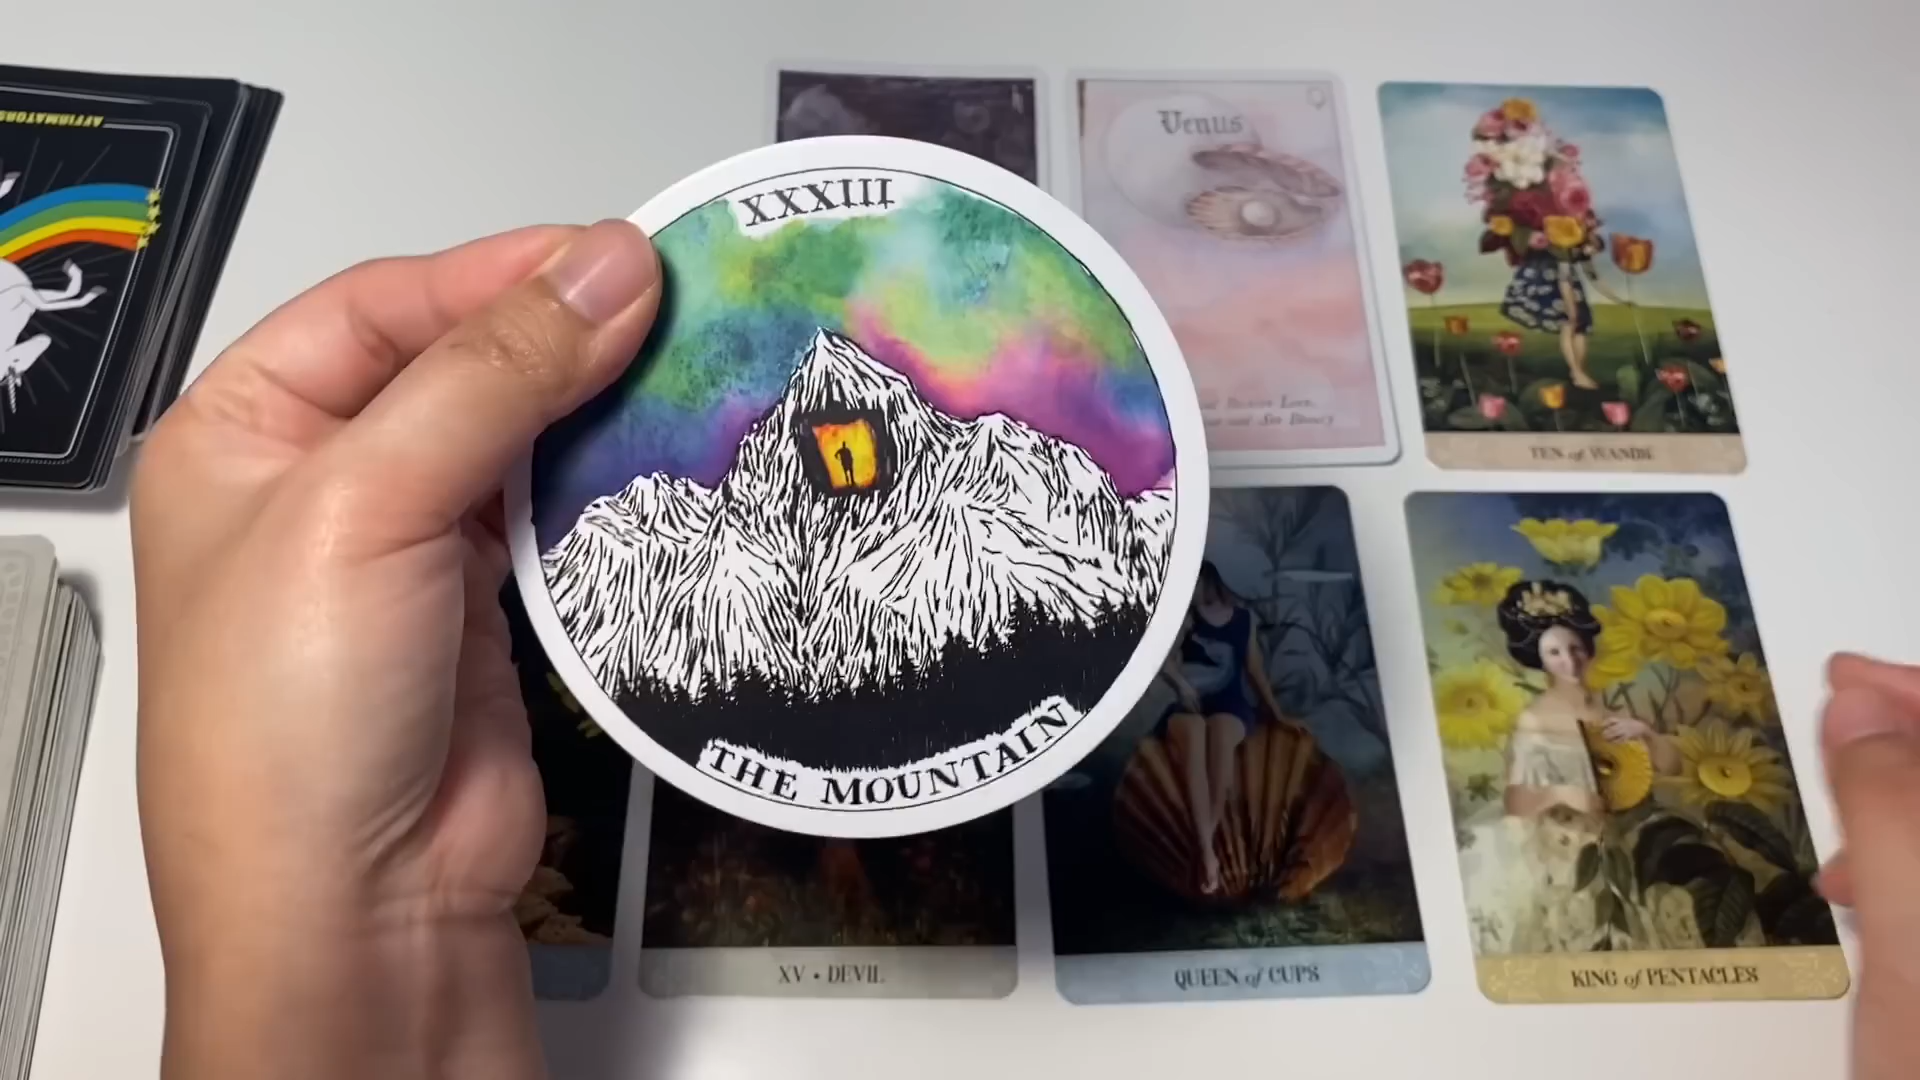 AFFIRMATORS
Venus
XXXIII
TEN of WANDS
THE MOUNTAIN
XV • DEVIL
QUEEN of CUPS
KING of PENTACLES